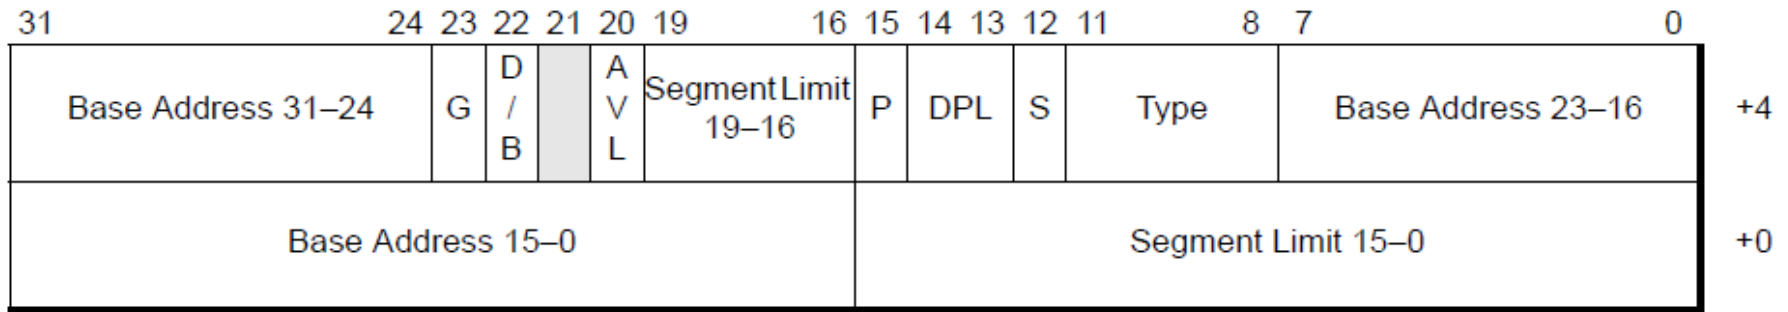 31 24 23 22 21 20 19 16 15 14 13 12 11 8 7 0
Base Address 31–24 G D / B A V L Segment Limit 19–16 P DPL S Type Base Address 23–16 +4
Base Address 15–0 Segment Limit 15–0 +0